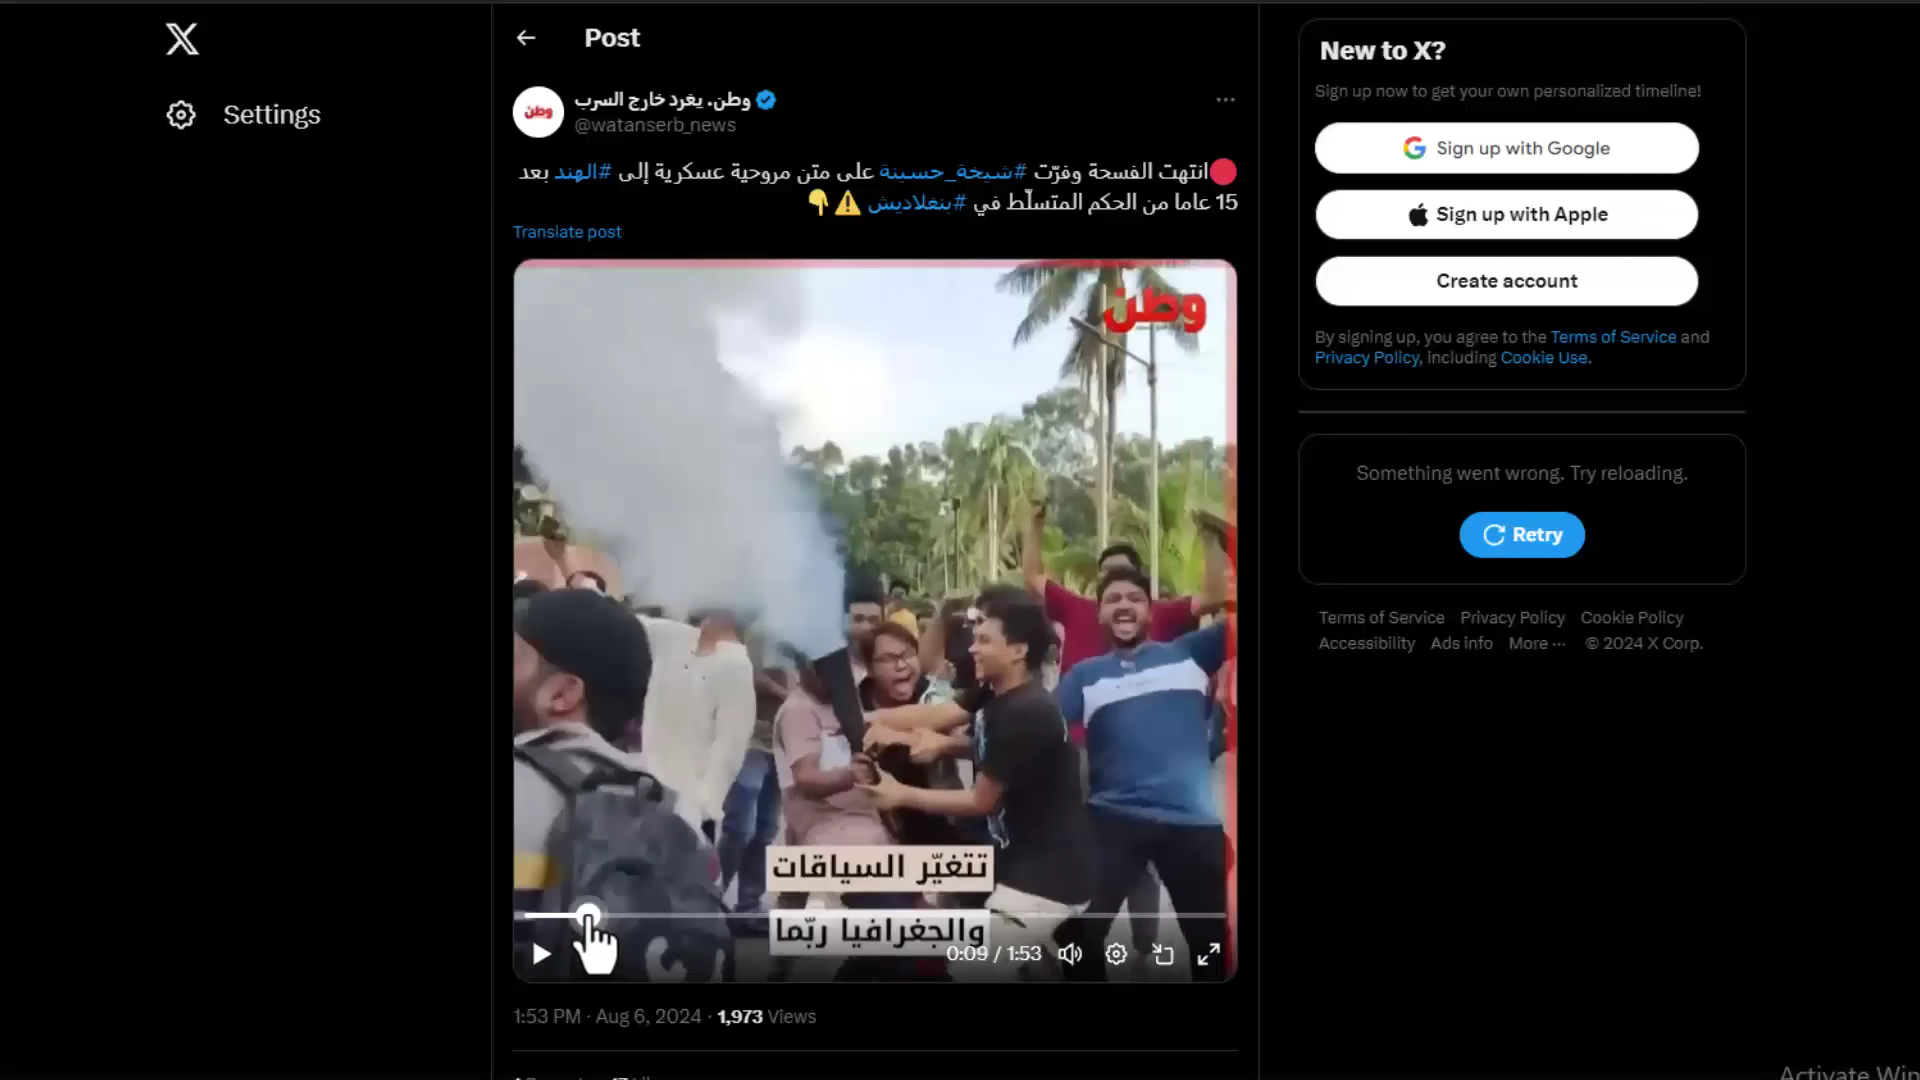 Settings
Post
وطن
وطن. يغرد خارج السرب
@watanserb_news
انتهت الفسحة وفرّت #شيخة_حسينة على متن مروحية عسكرية إلى #الهند بعد
15 عاما من الحكم المتسلّط في #بنغلاديش
Translate post
وطن
تتغيّر السياقات
والجغرافيا ربّما
0:09 / 1:53
1:53 PM · Aug 6, 2024 · 1,973 Views
New to X?
Sign up now to get your own personalized timeline!
Sign up with Google
Sign up with Apple
Create account
By signing up, you agree to the Terms of Service and
Privacy Policy, including Cookie Use.
Something went wrong. Try reloading.
Retry
Terms of Service Privacy Policy Cookie Policy
Accessibility Ads info More ··· © 2024 X Corp.
Activate Win